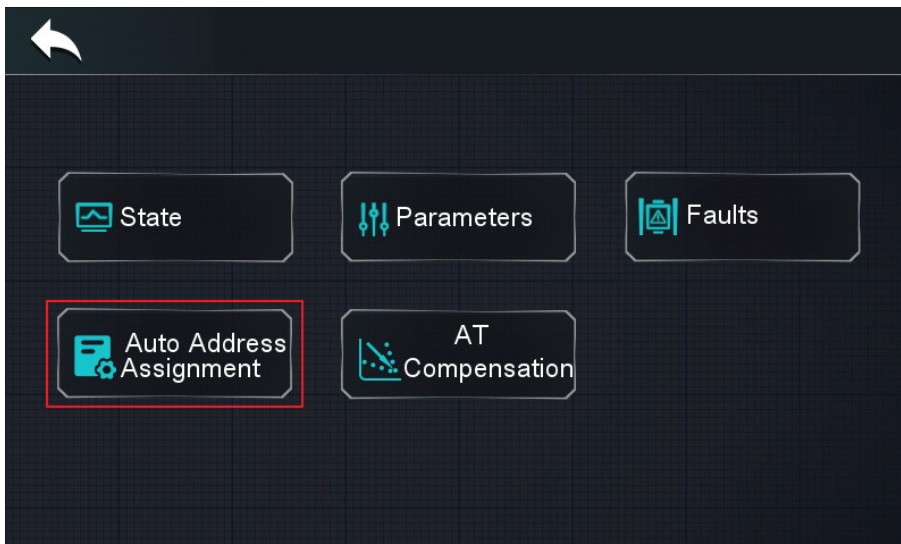 State
Parameters
Faults
Auto Address
Assignment
AT
Compensation